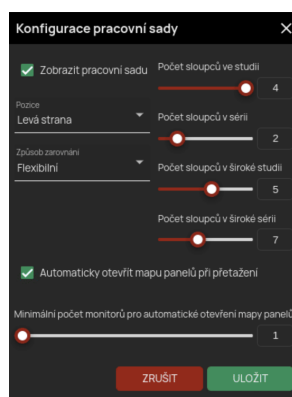 Konfigurace pracovní sady
Zobrazit pracovní sadu
Počet sloupců ve studii
4
Pozice
Levá strana
Počet sloupců v sérii
2
Způsob zarovnání
Flexibilní
Počet sloupců v široké studii
5
Počet sloupců v široké sérii
7
Automaticky otevřít mapu panelů při přetažení
Minimální počet monitorů pro automatické otevření mapy panelů
1
ZRUŠIT
ULOŽIT